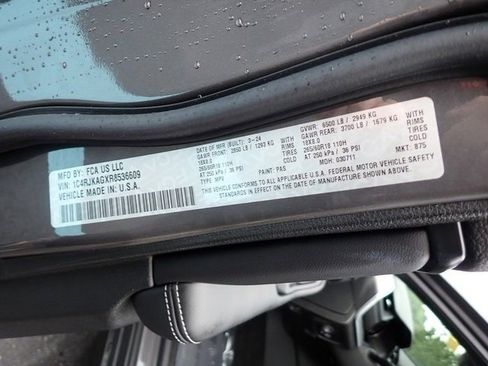 MFD BY: FCA US LLC
VIN: 1C4RJKAGXR8536609
VEHICLE MADE IN: U.S.A.
DATE OF MFR (BUILT): 3-24
GAWR FRONT: 2850 LB / 1293 KG
WITH
RIMS
TIRES
COLD
18X8.0
265/60R18 110H
AT 250 kPa / 36 PSI
TYPE: MPV
PAINT: PAS
GVWR: 6500 LB / 2949 KG
GAWR REAR: 3700 LB / 1679 KG
WITH
RIMS
TIRES
COLD
18X8.0
265/60R18 110H
AT 250 kPa / 36 PSI
MDH: 030711
MKT: 875
THIS VEHICLE CONFORMS TO ALL APPLICABLE U.S.A. FEDERAL MOTOR VEHICLE SAFETY
BUMPER AND THEFT PREVENTION STANDARDS IN EFFECT ON THE DATE OF MANUFACTURE SHOWN ABOVE.